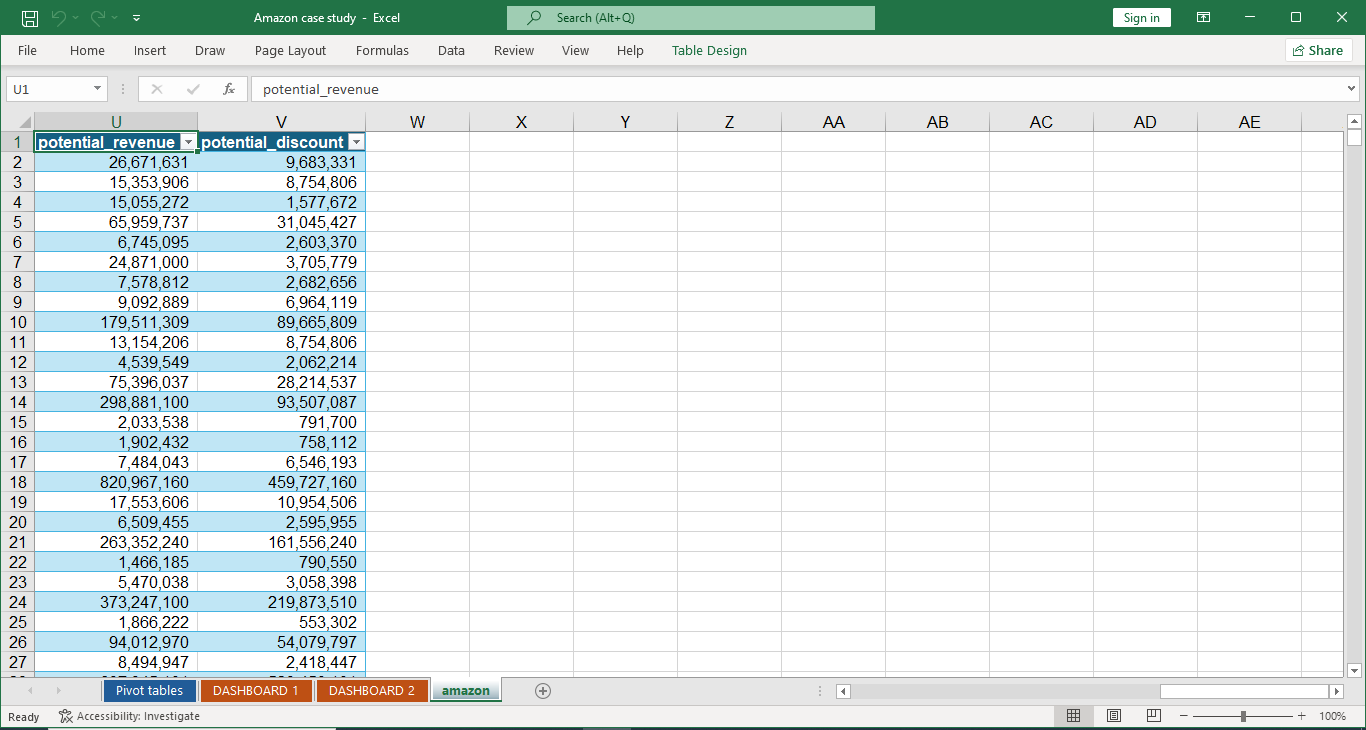 Amazon case study - Excel
Search (Alt+Q)
Sign in
File Home Insert Draw Page Layout Formulas Data Review View Help Table Design Share
U1 fx potential_revenue
U V W X Y Z AA AB AC AD AE
1 potential_revenue potential_discount
2 26,671,631 9,683,331
3 15,353,906 8,754,806
4 15,055,272 1,577,672
5 65,959,737 31,045,427
6 6,745,095 2,603,370
7 24,871,000 3,705,779
8 7,578,812 2,682,656
9 9,092,889 6,964,119
10 179,511,309 89,665,809
11 13,154,206 8,754,806
12 4,539,549 2,062,214
13 75,396,037 28,214,537
14 298,881,100 93,507,087
15 2,033,538 791,700
16 1,902,432 758,112
17 7,484,043 6,546,193
18 820,967,160 459,727,160
19 17,553,606 10,954,506
20 6,509,455 2,595,955
21 263,352,240 161,556,240
22 1,466,185 790,550
23 5,470,038 3,058,398
24 373,247,100 219,873,510
25 1,866,222 553,302
26 94,012,970 54,079,797
27 8,494,947 2,418,447
Pivot tables DASHBOARD 1 DASHBOARD 2 amazon
Ready Accessibility: Investigate 100%